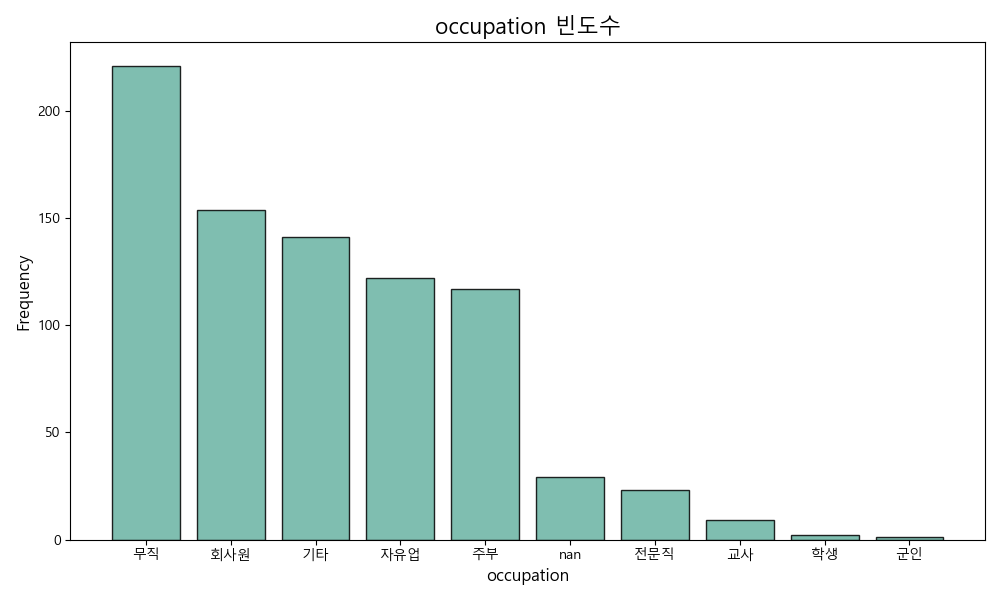 occupation 빈도수
Frequency
200
150
100
50
0
무직 회사원 기타 자유업 주부 nan 전문직 교사 학생 군인
occupation